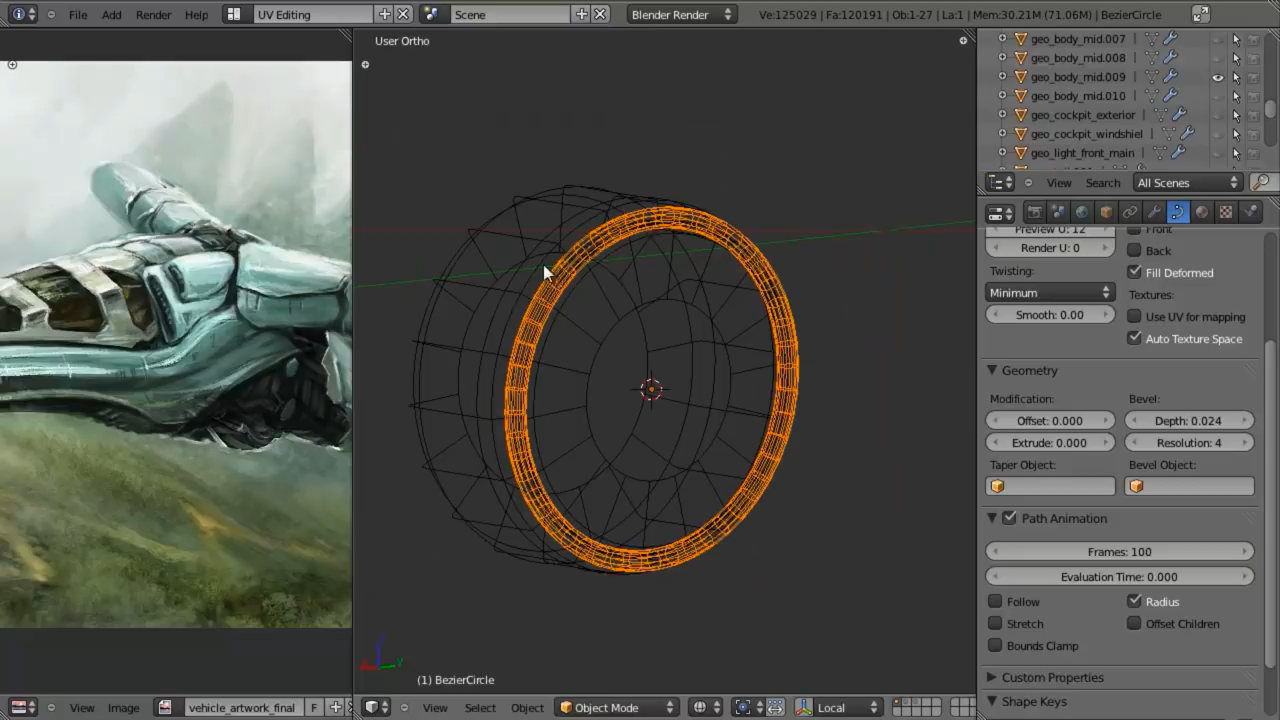 File Add Render Help UV Editing Scene Blender Render Ve:125029 | Fa:120191 | Ob:1-27 | La:1 | Mem:30.21M (71.06M) | BezierCircle
User Ortho
geo_body_mid.007
geo_body_mid.008
geo_body_mid.009
geo_body_mid.010
geo_cockpit_exterior
geo_cockpit_windshiel
geo_light_front_main
View Search All Scenes
Preview U: 12 Front
Render U: 0 Back
Twisting: Fill Deformed
Minimum Textures:
Smooth: 0.00 Use UV for mapping
Auto Texture Space
Geometry
Modification: Bevel:
Offset: 0.000 Depth: 0.024
Extrude: 0.000 Resolution: 4
Taper Object: Bevel Object:
Path Animation
Frames: 100
Evaluation Time: 0.000
Follow Radius
Stretch Offset Children
Bounds Clamp
Custom Properties
Shape Keys
(1) BezierCircle
View Image vehicle_artwork_final F View Select Object Object Mode Local